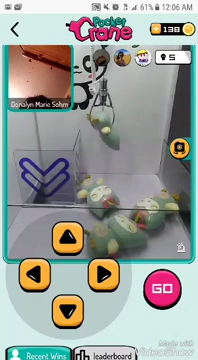 61% 12:06 AM
Pocket
Crane
138
5
Donalyn Marie Sohm
GO
Recent Wins
leaderboard
Made with
VideoShow